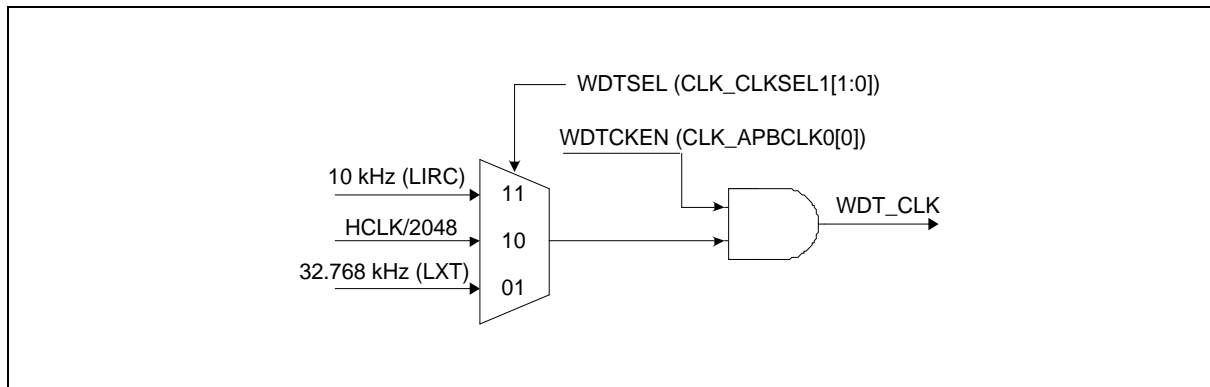 WDTSEL (CLK_CLKSEL1[1:0])
WDTCKEN (CLK_APBCLK0[0])
10 kHz (LIRC)
11
WDT_CLK
HCLK/2048
10
32.768 kHz (LXT)
01